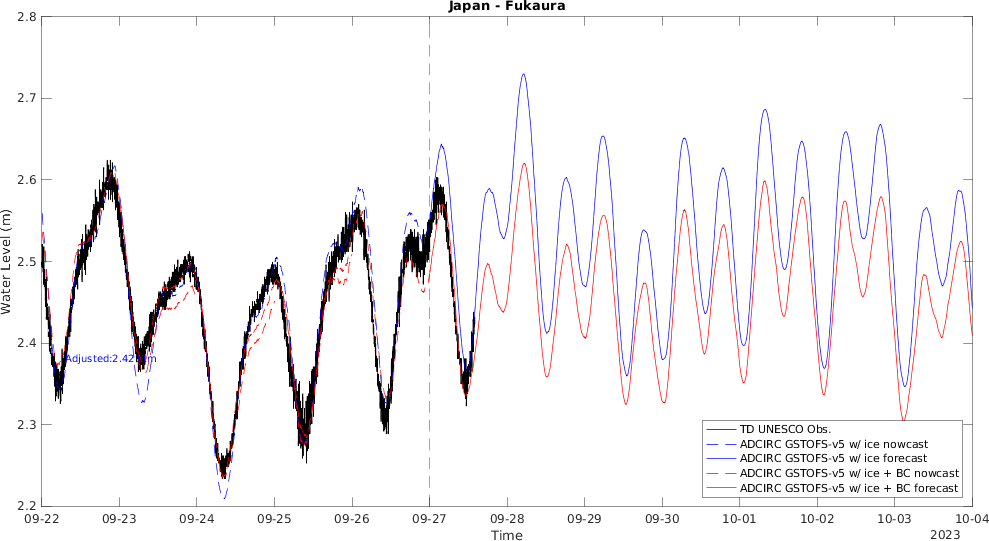 Japan - Fukaura
Water Level (m)
2.8
2.7
2.6
2.5
2.4
2.3
2.2
TD UNESCO Obs.
ADCIRC GSTOFS-v5 w/ ice nowcast
ADCIRC GSTOFS-v5 w/ ice forecast
ADCIRC GSTOFS-v5 w/ ice + BC nowcast
ADCIRC GSTOFS-v5 w/ ice + BC forecast
09-22 09-23 09-24 09-25 09-26 09-27 09-28 09-29 09-30 10-01 10-02 10-03 10-04
Time
2023